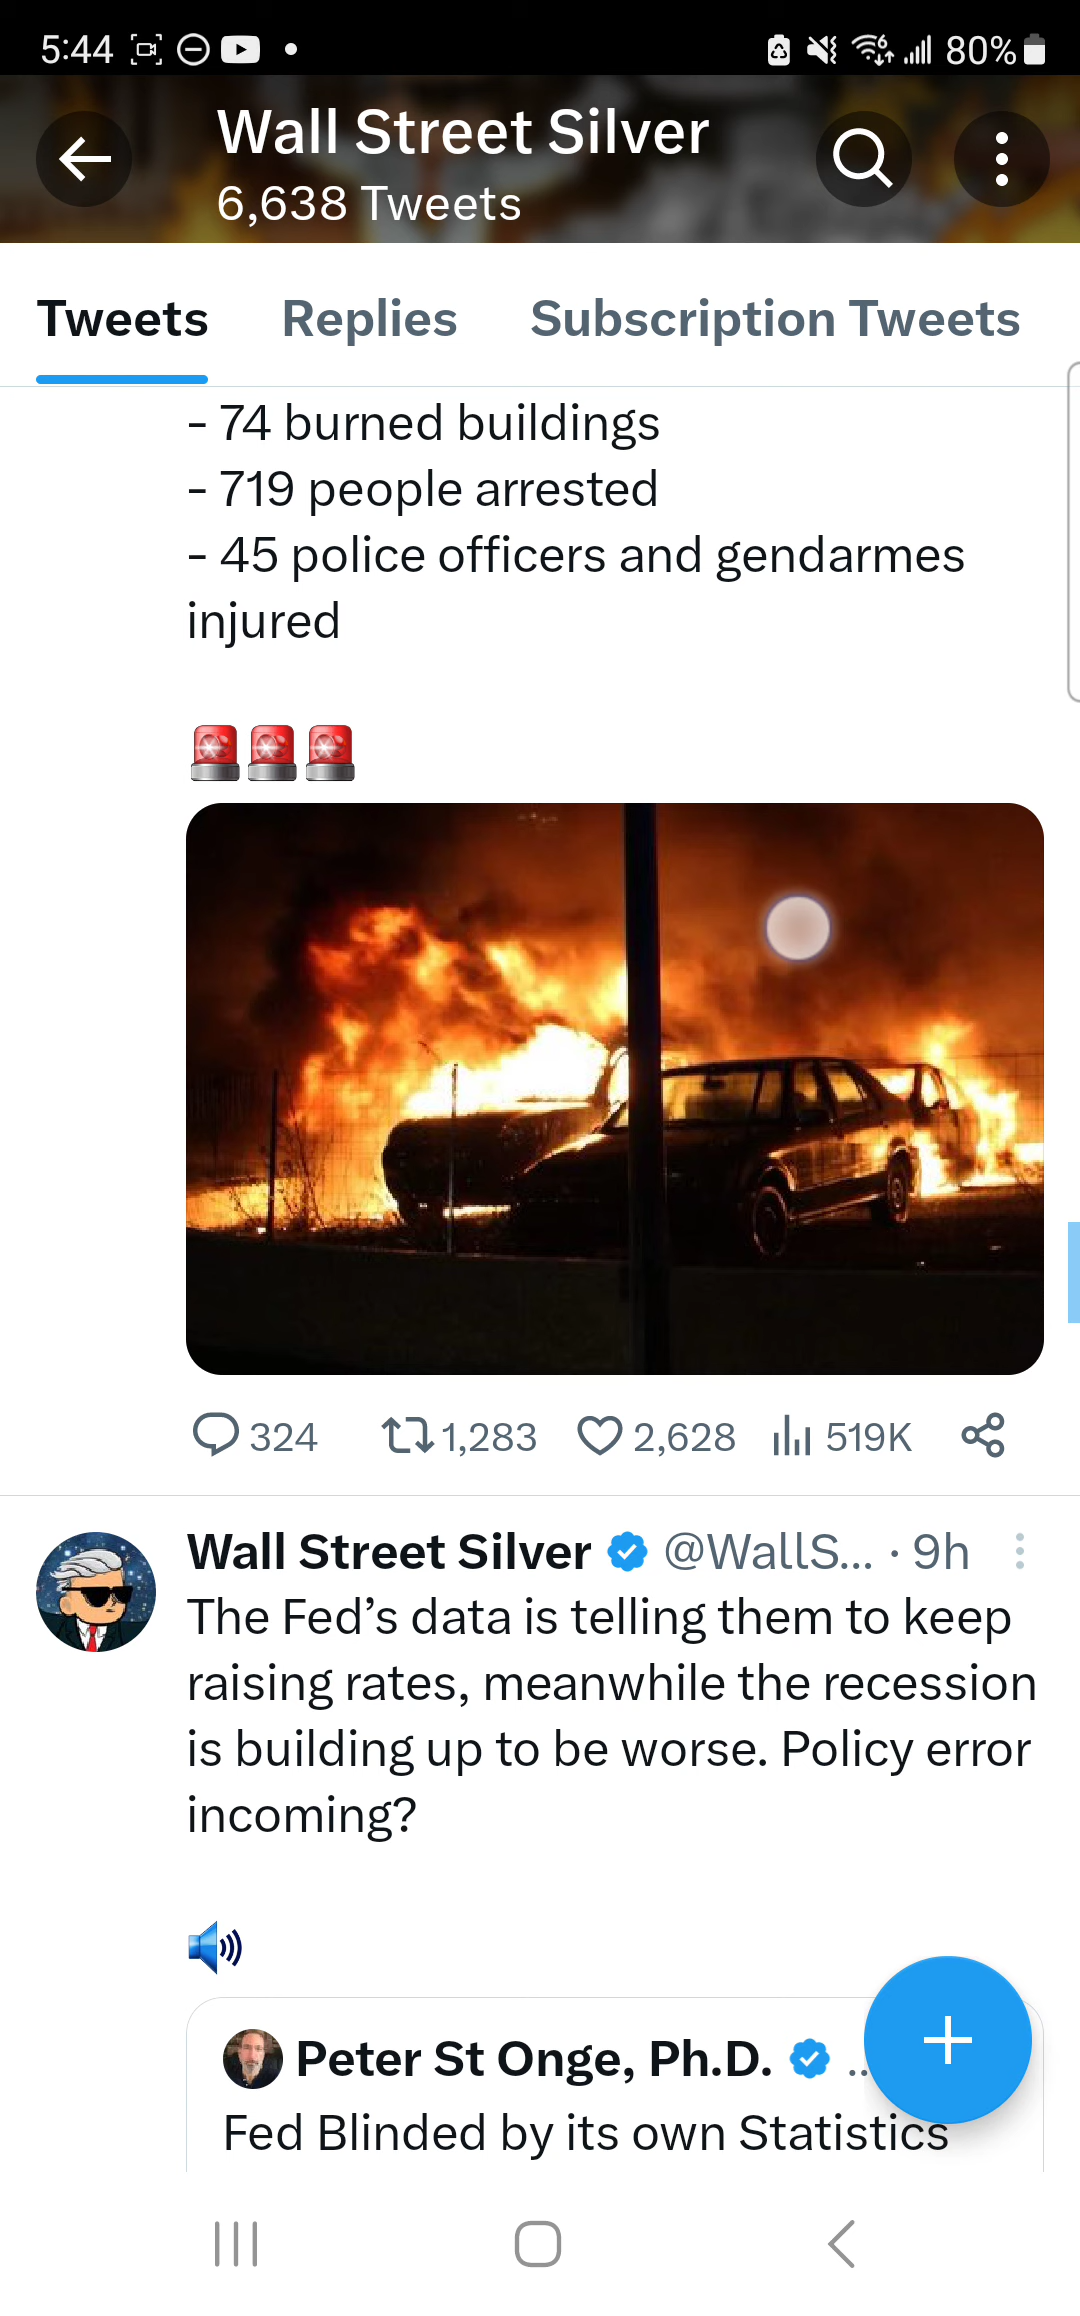 5:44
80%
Wall Street Silver
6,638 Tweets
Tweets Replies Subscription Tweets
- 74 burned buildings
- 719 people arrested
- 45 police officers and gendarmes
injured
324 1,283 2,628 519K
Wall Street Silver @WallS... · 9h
The Fed’s data is telling them to keep
raising rates, meanwhile the recession
is building up to be worse. Policy error
incoming?
Peter St Onge, Ph.D. ..
Fed Blinded by its own Statistics